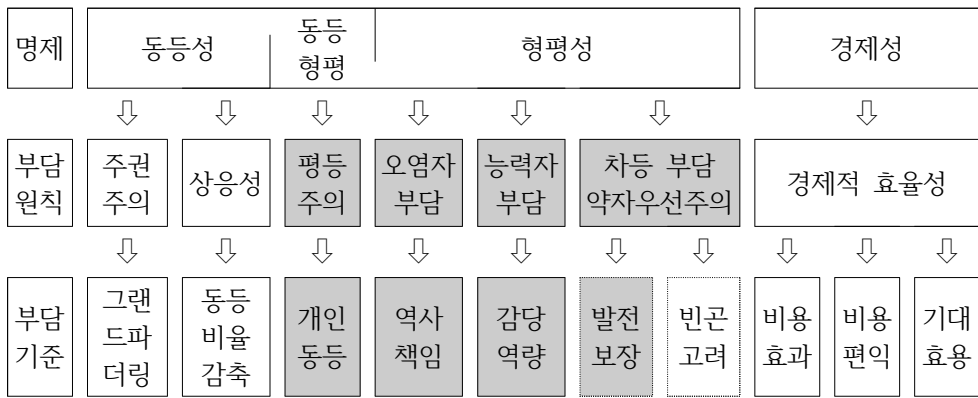 명제 동등성 동등 형평성 경제성
형평
부담 주권 상응성 평등 오염자 능력자 차등 부담 경제적 효율성
원칙 주의 주의 부담 부담 약자우선주의
부담 그랜 동등 개인 역사 감당 발전 빈곤 비용 비용 기대
기준 드파 비율 동등 책임 역량 보장 고려 효과 편익 효용
더링 감축